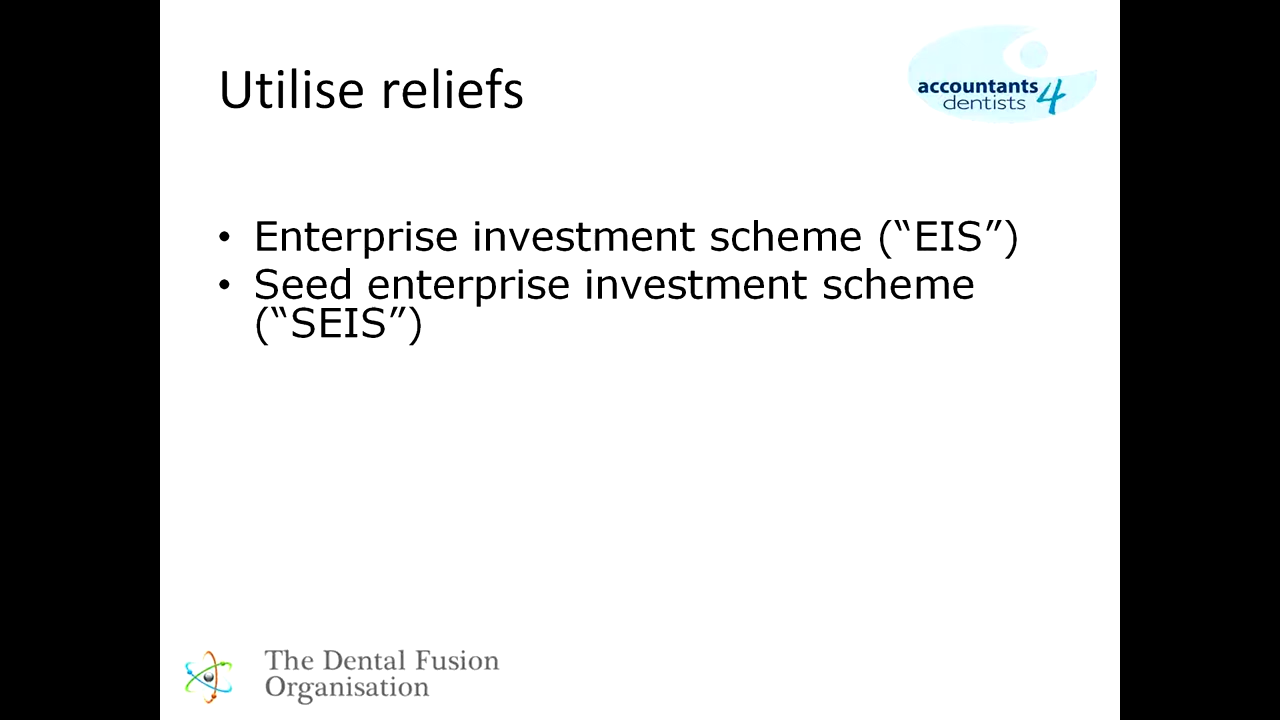 Utilise reliefs
accountants 4
dentists
• Enterprise investment scheme (“EIS”)
• Seed enterprise investment scheme
(“SEIS”)
The Dental Fusion
Organisation